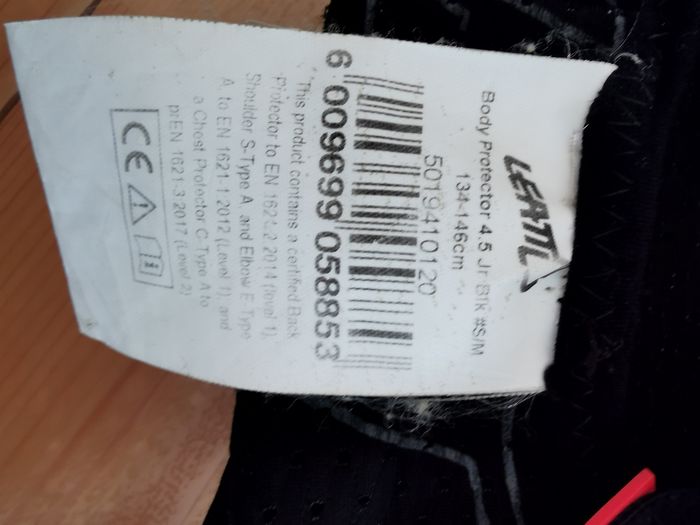 LEATT
Body Protector 4.5 Jr Blk #S/M
134-146cm
5019410120
6 009699 058853
This product contains a certified Back
Protector to EN 1621-2 2014 (level 1),
Shoulder S-Type A and Elbow E-Type
A, to EN 1621-1 2012 (Level 1), and
a Chest Protector C-Type A to
prEN 1621-3 2017 (Level 2)
CE